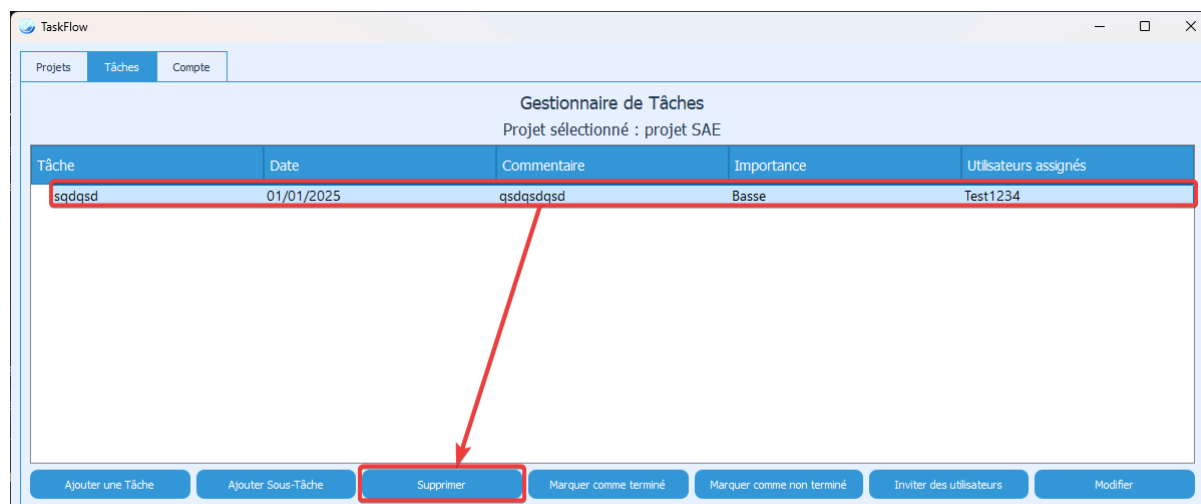 TaskFlow
Projets Tâches Compte
Gestionnaire de Tâches
Projet sélectionné : projet SAE
Tâche Date Commentaire Importance Utilisateurs assignés
sqdqsd 01/01/2025 qsdqsdqsd Basse Test1234
Ajouter une Tâche Ajouter Sous-Tâche Supprimer Marquer comme terminé Marquer comme non terminé Inviter des utilisateurs Modifier